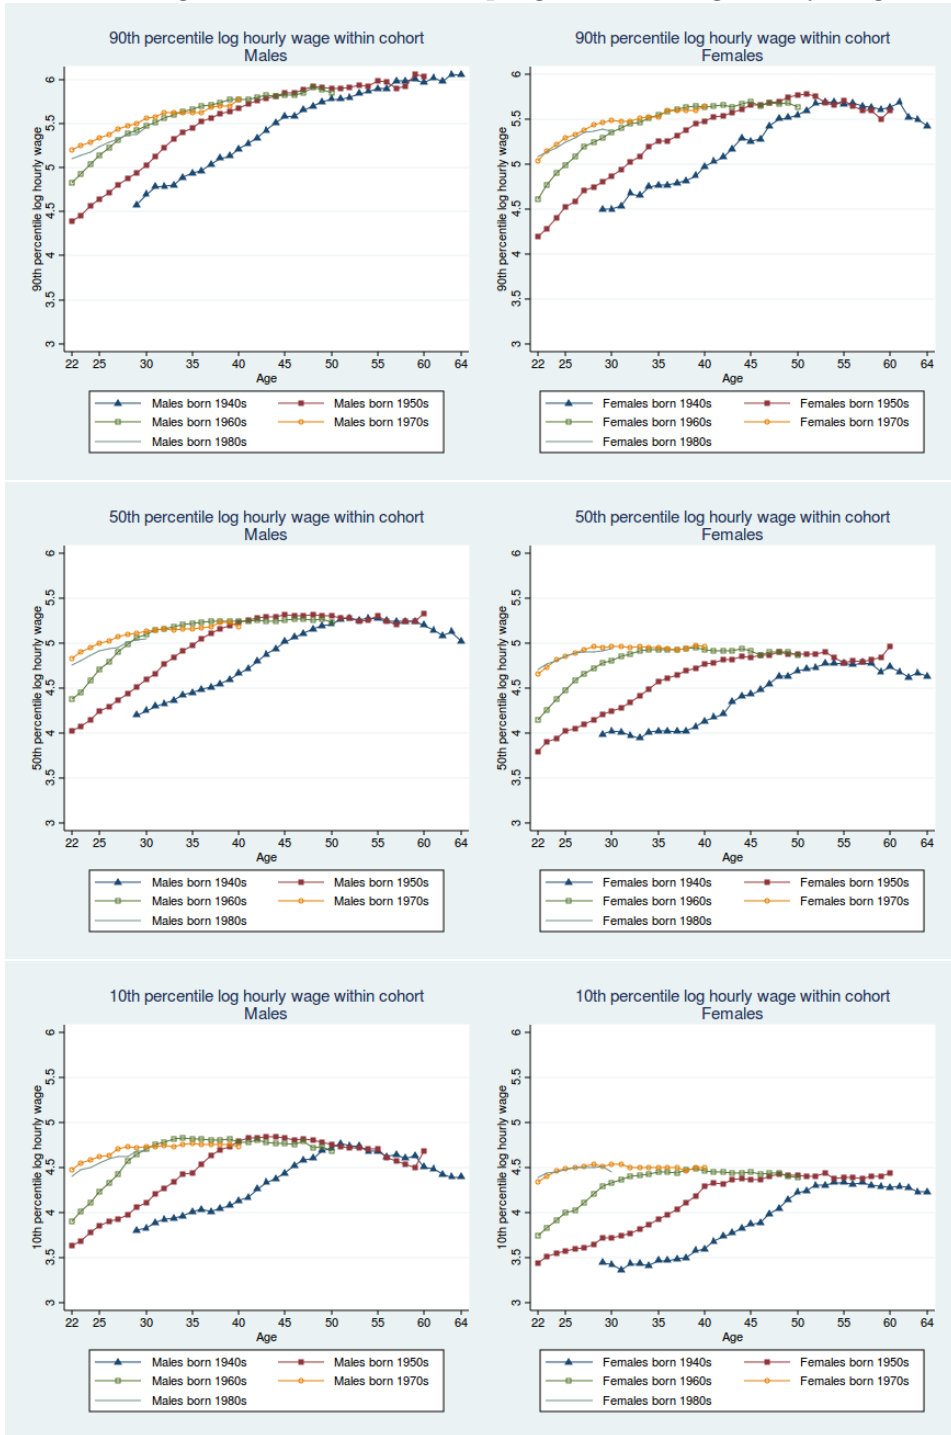 90th percentile log hourly wage within cohort
Males
90th percentile log hourly wage
6
5.5
5
4.5
4
3.5
3
22 25 30 35 40 45 50 55 60 64
Age
Males born 1940s Males born 1950s
Males born 1960s Males born 1970s
Males born 1980s
90th percentile log hourly wage within cohort
Females
90th percentile log hourly wage
6
5.5
5
4.5
4
3.5
3
22 25 30 35 40 45 50 55 60 64
Age
Females born 1940s Females born 1950s
Females born 1960s Females born 1970s
Females born 1980s
50th percentile log hourly wage within cohort
Males
50th percentile log hourly wage
6
5.5
5
4.5
4
3.5
3
22 25 30 35 40 45 50 55 60 64
Age
Males born 1940s Males born 1950s
Males born 1960s Males born 1970s
Males born 1980s
50th percentile log hourly wage within cohort
Females
50th percentile log hourly wage
6
5.5
5
4.5
4
3.5
3
22 25 30 35 40 45 50 55 60 64
Age
Females born 1940s Females born 1950s
Females born 1960s Females born 1970s
Females born 1980s
10th percentile log hourly wage within cohort
Males
10th percentile log hourly wage
6
5.5
5
4.5
4
3.5
3
22 25 30 35 40 45 50 55 60 64
Age
Males born 1940s Males born 1950s
Males born 1960s Males born 1970s
Males born 1980s
10th percentile log hourly wage within cohort
Females
10th percentile log hourly wage
6
5.5
5
4.5
4
3.5
3
22 25 30 35 40 45 50 55 60 64
Age
Females born 1940s Females born 1950s
Females born 1960s Females born 1970s
Females born 1980s